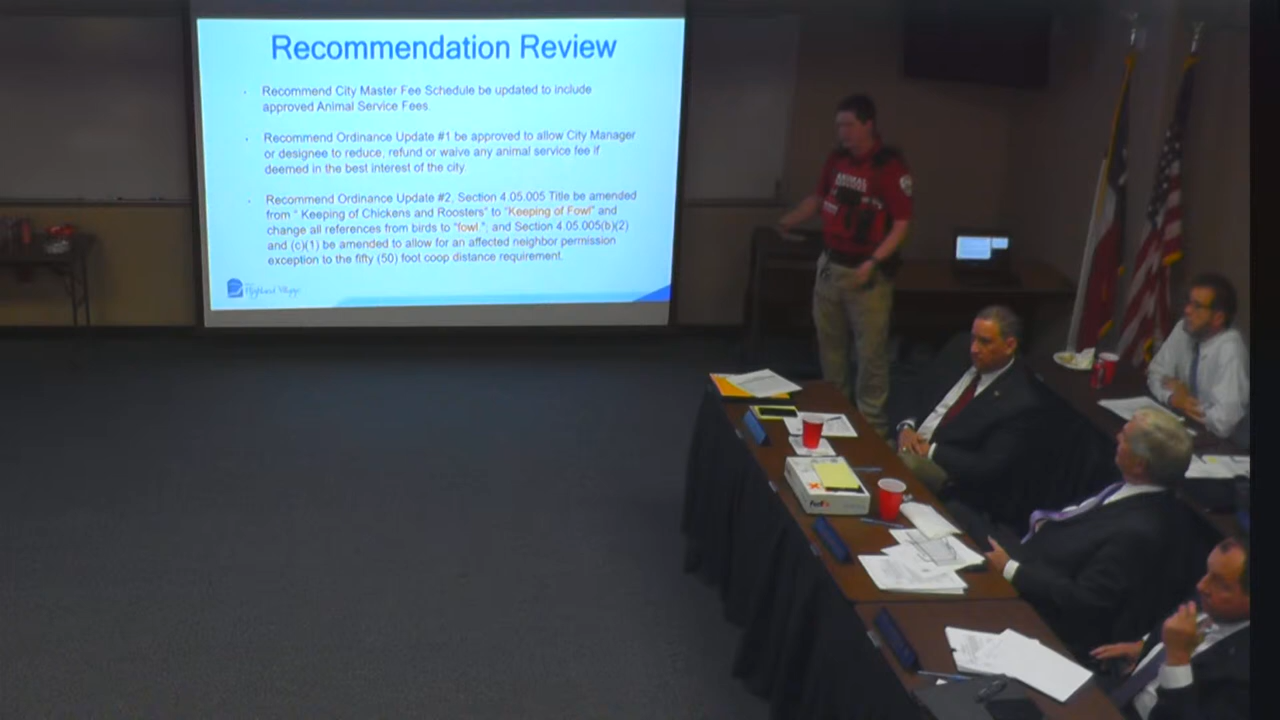 Recommendation Review
Recommend City Master Fee Schedule be updated to include
approved Animal Service Fees.
Recommend Ordinance Update #1 be approved to allow City Manager
or designee to reduce, refund or waive any animal service fee if
deemed in the best interest of the city.
Recommend Ordinance Update #2, Section 4.05.005 Title be amended
from " Keeping of Chickens and Roosters" to "Keeping of Fowl" and
change all references from birds to "fowl."; and Section 4.05.005(b)(2)
and (c)(1) be amended to allow for an affected neighbor permission
exception to the fifty (50) foot coop distance requirement.
Highland Village
ANIMAL
FedEx